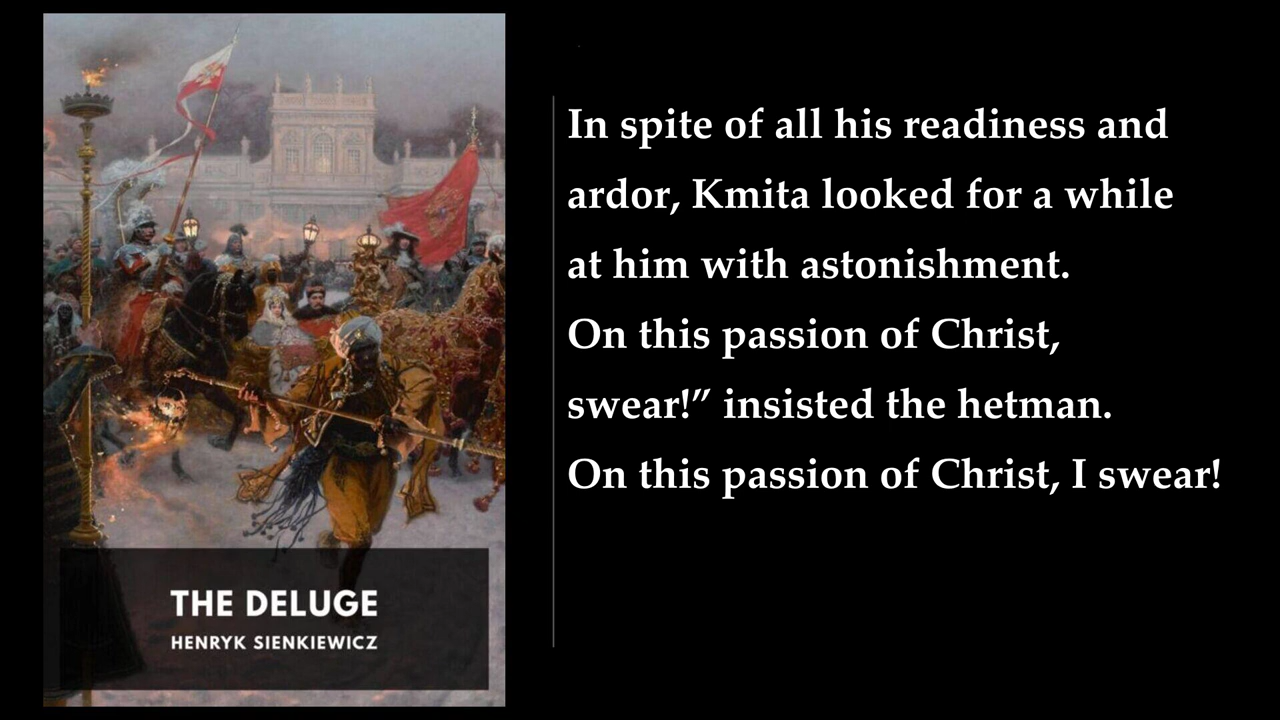 In spite of all his readiness and
ardor, Kmita looked for a while
at him with astonishment.
On this passion of Christ,
swear!” insisted the hetman.
On this passion of Christ, I swear!
THE DELUGE
HENRYK SIENKIEWICZ